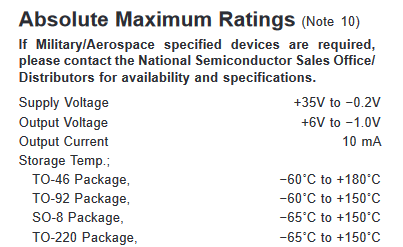 Absolute Maximum Ratings (Note 10)
If Military/Aerospace specified devices are required,
please contact the National Semiconductor Sales Office/
Distributors for availability and specifications.
Supply Voltage +35V to −0.2V
Output Voltage +6V to −1.0V
Output Current 10 mA
Storage Temp.;
TO-46 Package, −60˚C to +180˚C
TO-92 Package, −60˚C to +150˚C
SO-8 Package, −65˚C to +150˚C
TO-220 Package, −65˚C to +150˚C